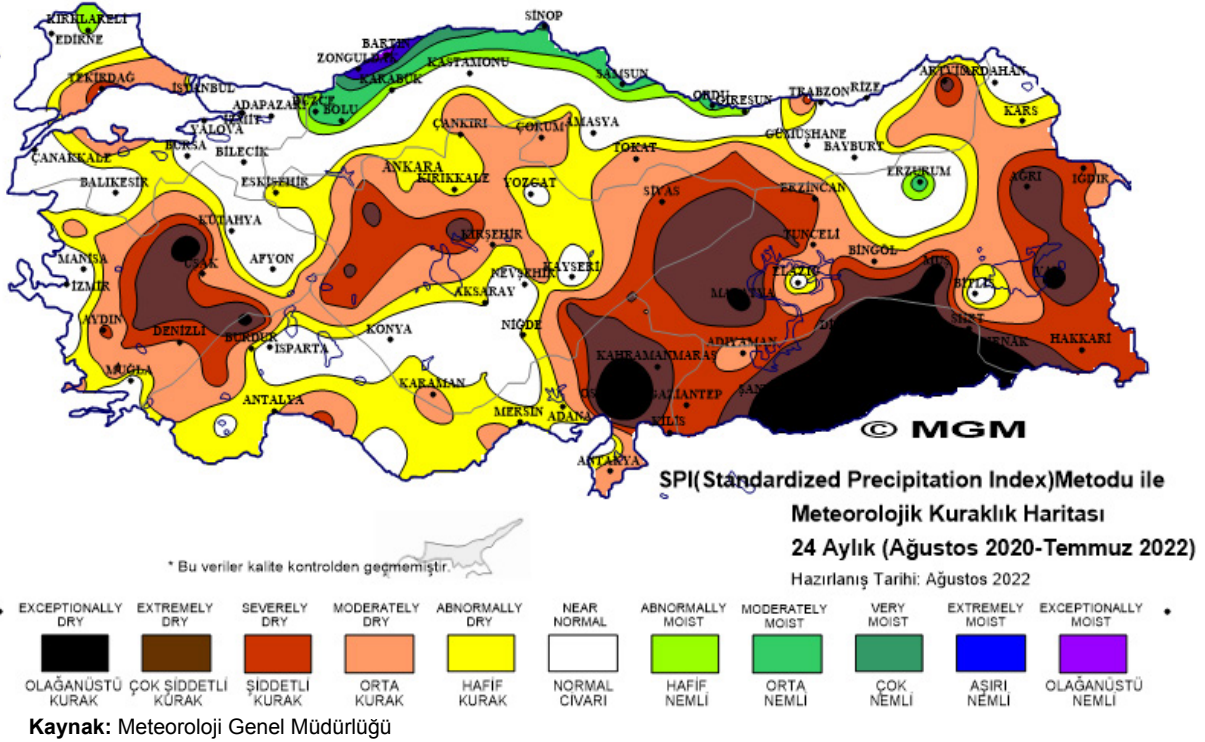 SİNOP
KIRKLARELİ
EDİRNE
BARTIN
ZONGULDAK
KASTAMONU
KARABÜK
TEKİRDAĞ
İSTANBUL
SAMSUN
ARTVİN
ARDAHAN
DÜZCE
ORDU
GİRESUN
TRABZON
RİZE
KARS
ADAPAZARI
BOLU
İZMİT
YALOVA
ÇANKIRI
ÇORUM
AMASYA
GÜMÜŞHANE
BURSA
BİLECİK
ÇANAKKALE
TOKAT
BAYBURT
ANKARA
ERZURUM
BALIKESİR
ESKİŞEHİR
KIRIKKALE
YOZGAT
SİVAS
ERZİNCAN
AĞRI
IĞDIR
KÜTAHYA
KIRŞEHİR
TUNCELİ
BİNGÖL
MANİSA
UŞAK
AFYON
NEVŞEHİR
KAYSERİ
ELAZIĞ
MUŞ
BİTLİS
VAN
İZMİR
AKSARAY
MALATYA
AYDIN
DENİZLİ
BURDUR
ISPARTA
KONYA
NİĞDE
SİİRT
HAKKARİ
KAHRAMANMARAŞ
ADIYAMAN
MUĞLA
ANTALYA
KARAMAN
MERSİN
ADANA
GAZİANTEP
KİLİS
ANTAKYA
© MGM
SPI(Standardized Precipitation Index)Metodu ile
Meteorolojik Kuraklık Haritası
24 Aylık (Ağustos 2020-Temmuz 2022)
Hazırlanış Tarihi: Ağustos 2022
* Bu veriler kalite kontrolden geçmemiştir.
EXCEPTIONALLY DRY
EXTREMELY DRY
SEVERELY DRY
MODERATELY DRY
ABNORMALLY DRY
NEAR NORMAL
ABNORMALLY MOIST
MODERATELY MOIST
VERY MOIST
EXTREMELY MOIST
EXCEPTIONALLY MOIST
OLAĞANÜSTÜ KURAK
ÇOK ŞİDDETLİ KURAK
ŞİDDETLİ KURAK
ORTA KURAK
HAFİF KURAK
NORMAL CİVARI
HAFİF NEMLİ
ORTA NEMLİ
ÇOK NEMLİ
AŞIRI NEMLİ
OLAĞANÜSTÜ NEMLİ
Kaynak: Meteoroloji Genel Müdürlüğü